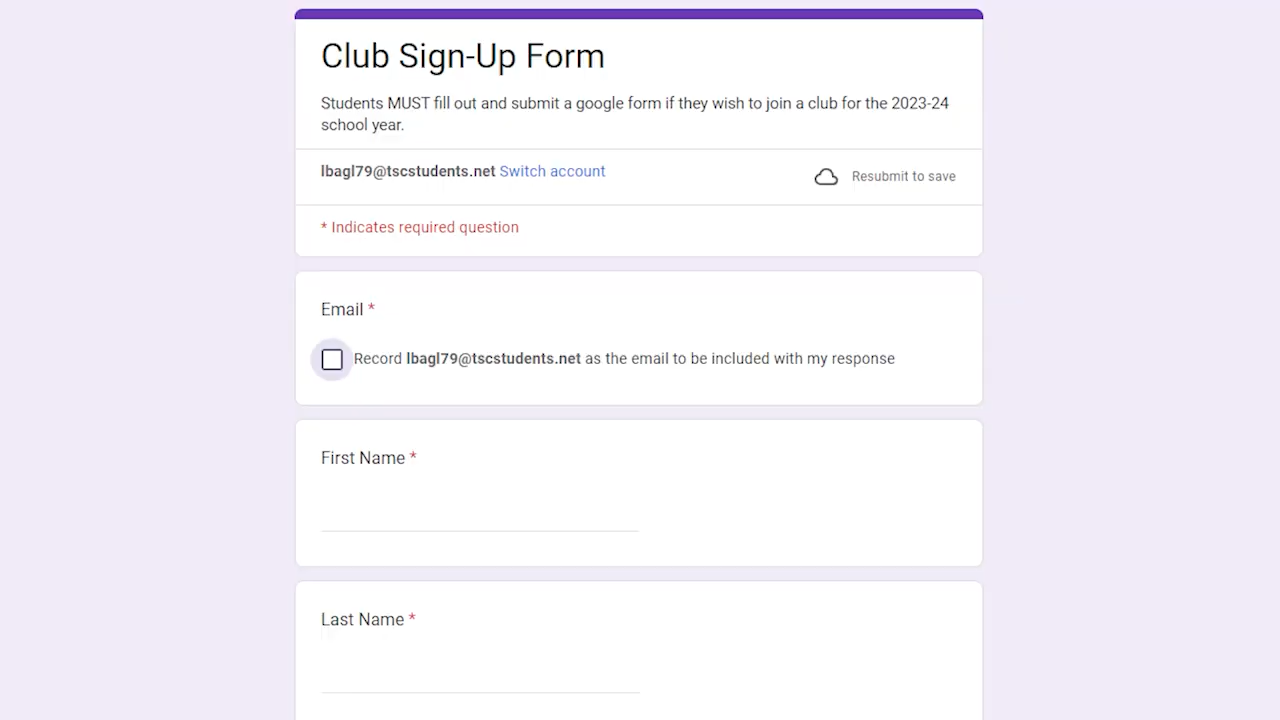 Club Sign-Up Form
Students MUST fill out and submit a google form if they wish to join a club for the 2023-24
school year.
lbagl79@tscstudents.net Switch account
Resubmit to save
* Indicates required question
Email *
Record lbagl79@tscstudents.net as the email to be included with my response
First Name *
Last Name *